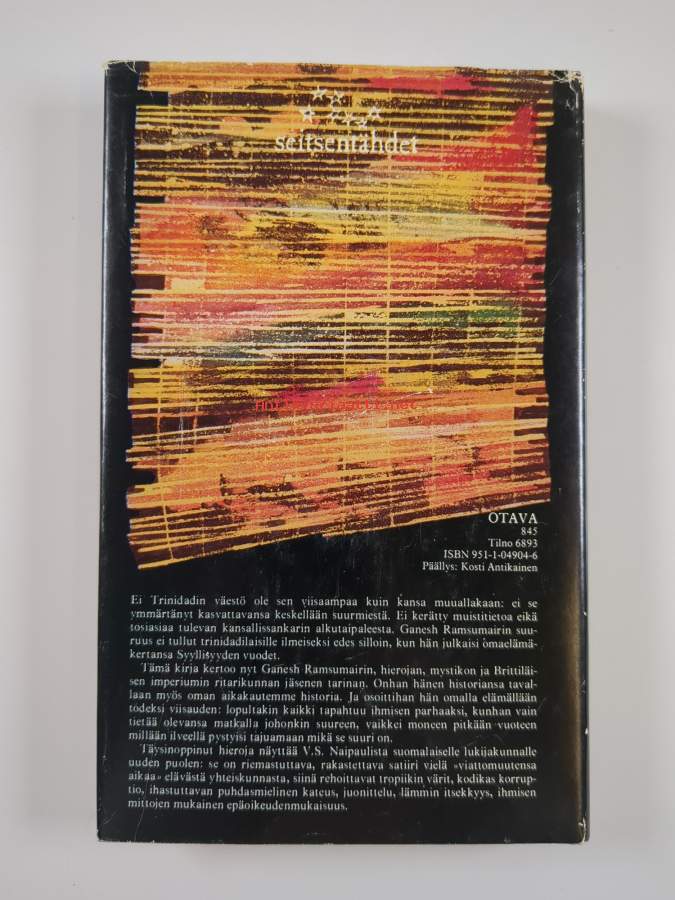 seitsentähdet
OTAVA
845
Tilno 6893
ISBN 951-1-04904-6
Päällys: Kosti Antikainen
Ei Trinidadin väestö ole sen viisaampaa kuin kansa muuallakaan: ei se
ymmärtänyt kasvattavansa keskellään suurmiestä. Ei kerätty muistitietoa eikä
tosiasiaa tulevan kansallissankarin alkutaipaleesta. Ganesh Ramsumairin suu-
ruus ei tullut trinidadilaisille ilmeiseksi edes silloin, kun hän julkaisi omaelämä-
kertansa Syyllisyyden vuodet.
Tämä kirja kertoo nyt Ganesh Ramsumairin, hierojan, mystikon ja Brittiläi-
sen imperiumin ritarikunnan jäsenen tarinan. Onhan hänen historiansa taval-
laan myös oman aikakautemme historia. Ja osoittihan hän omalla elämällään
todeksi viisauden: lopultakin kaikki tapahtuu ihmisen parhaaksi, kunhan vain
tietää olevansa matkalla johonkin suureen, vaikkei moneen pitkään vuoteen
millään ilveellä pystyisi tajuamaan mikä se suuri on.
Täysinoppinut hieroja näyttää V.S. Naipaulista suomalaiselle lukijakunnalle
uuden puolen: se on riemastuttava, rakastettava satiiri vielä »viattomuutensa
aikaa» elävästä yhteiskunnasta, siinä rehoittavat tropiikin värit, kodikas korrup-
tio, ihastuttavan puhdasmielinen kateus, juonittelu, lämmin itsekkyys, ihmisen
mittojen mukainen epäoikeudenmukaisuus.